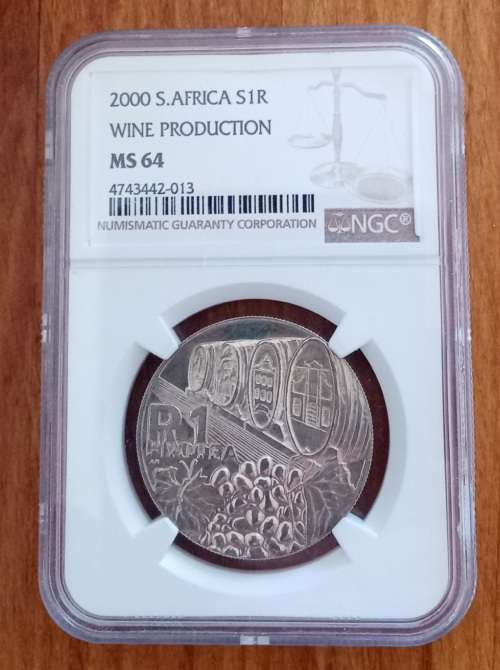 2000 S.AFRICA S1R
WINE PRODUCTION
MS 64
4743442-013
NUMISMATIC GUARANTY CORPORATION
NGC®
R1